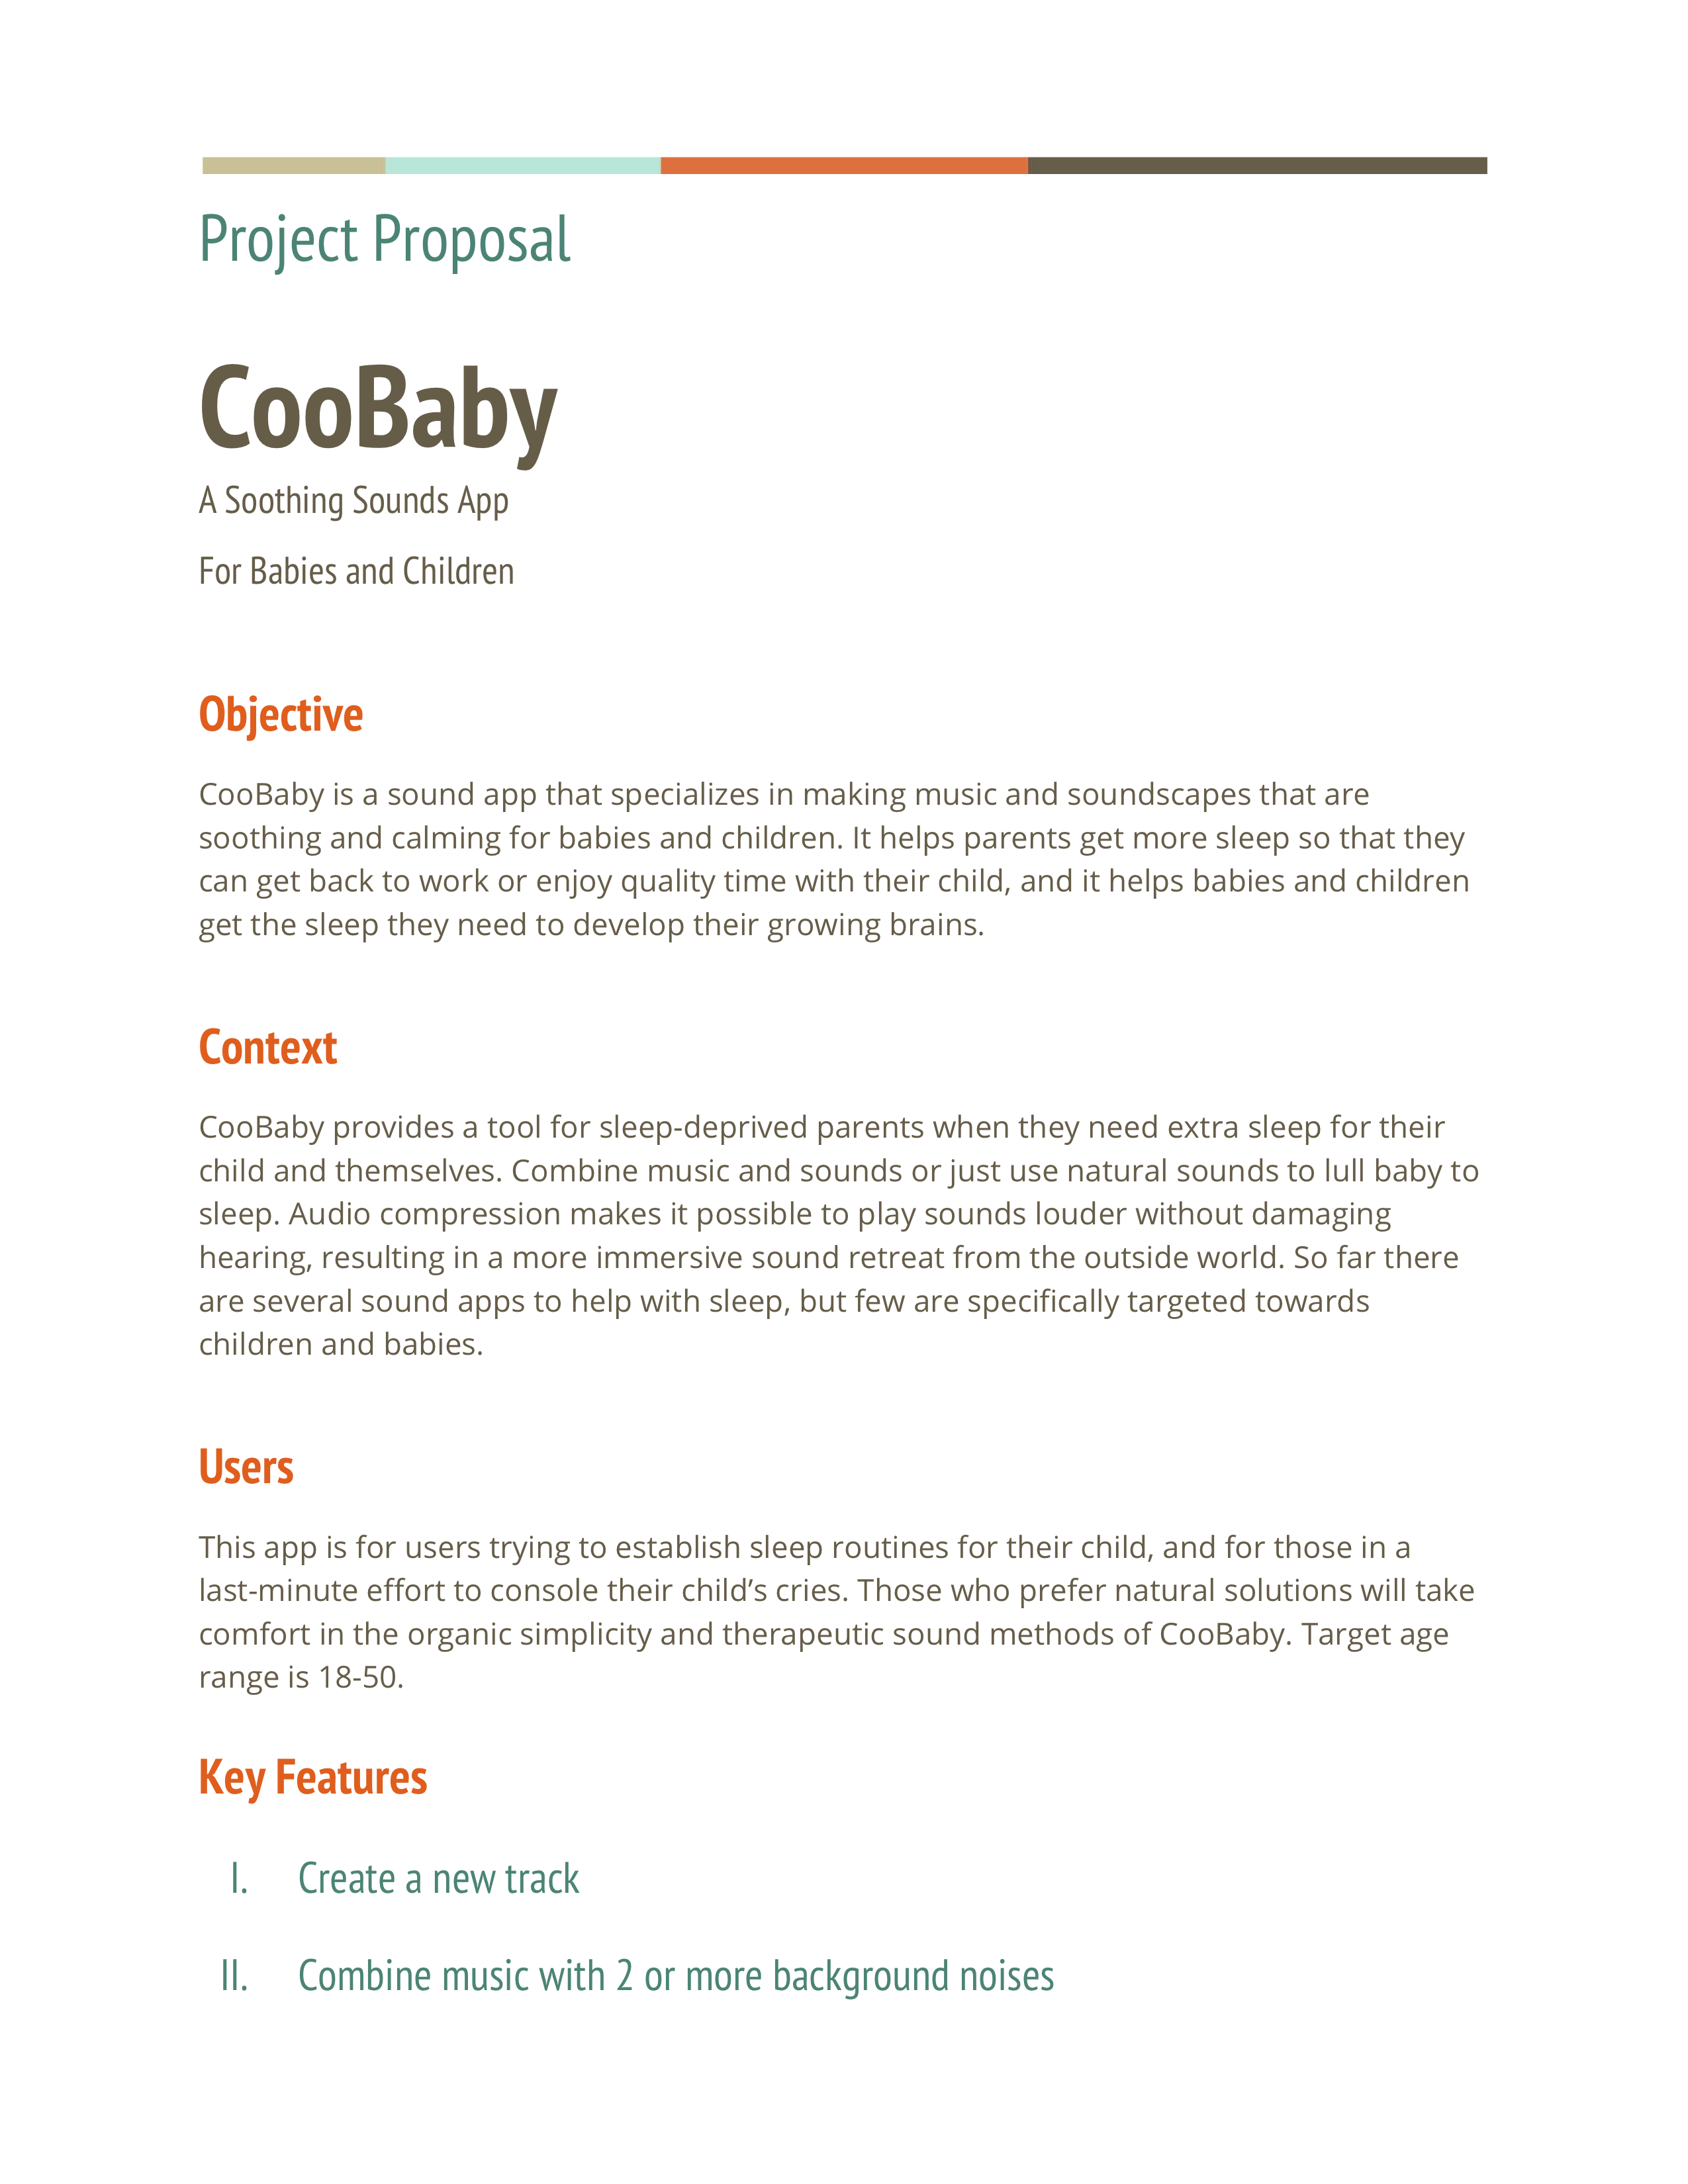 Project Proposal
CooBaby
A Soothing Sounds App
For Babies and Children
Objective
CooBaby is a sound app that specializes in making music and soundscapes that are
soothing and calming for babies and children. It helps parents get more sleep so that they
can get back to work or enjoy quality time with their child, and it helps babies and children
get the sleep they need to develop their growing brains.
Context
CooBaby provides a tool for sleep-deprived parents when they need extra sleep for their
child and themselves. Combine music and sounds or just use natural sounds to lull baby to
sleep. Audio compression makes it possible to play sounds louder without damaging
hearing, resulting in a more immersive sound retreat from the outside world. So far there
are several sound apps to help with sleep, but few are specifically targeted towards
children and babies.
Users
This app is for users trying to establish sleep routines for their child, and for those in a
last-minute effort to console their child’s cries. Those who prefer natural solutions will take
comfort in the organic simplicity and therapeutic sound methods of CooBaby. Target age
range is 18-50.
Key Features
I. Create a new track
II. Combine music with 2 or more background noises